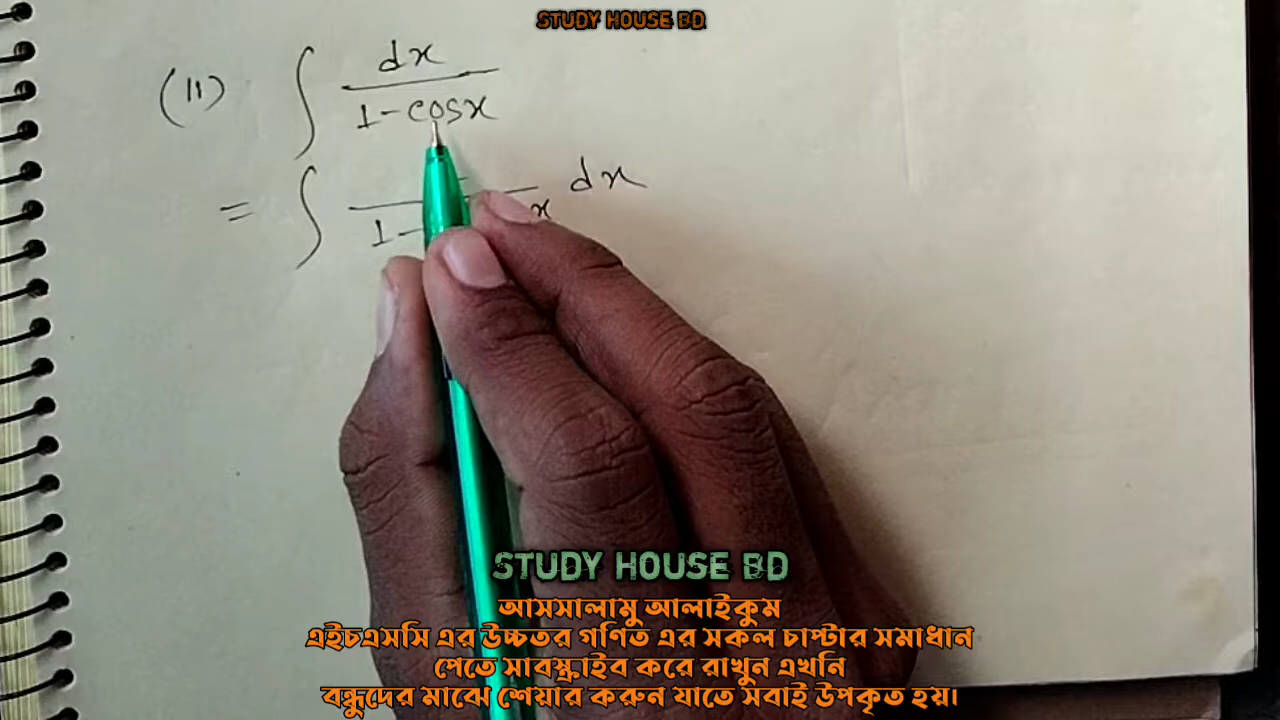 STUDY HOUSE BD
(11) ∫ dx / 1-cosx
= ∫ 1- x dx
STUDY HOUSE BD
আসসালামু আলাইকুম
এইচএসসি এর উচ্চতর গণিত এর সকল চাপ্টার সমাধান
পেতে সাবস্ক্রাইব করে রাখুন এখনি
বন্ধুদের মাঝে শেয়ার করুন যাতে সবাই উপকৃত হয়।